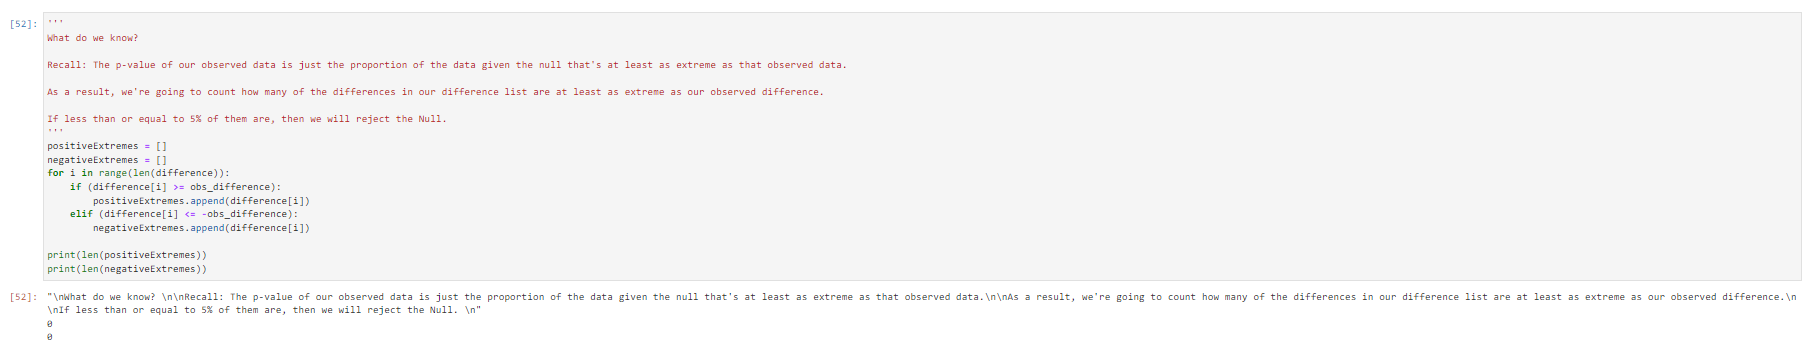 [52]: '''
What do we know?
Recall: The p-value of our observed data is just the proportion of the data given the null that's at least as extreme as that observed data.
As a result, we're going to count how many of the differences in our difference list are at least as extreme as our observed difference.
If less than or equal to 5% of them are, then we will reject the Null.
'''
positiveExtremes = []
negativeExtremes = []
for i in range(len(difference)):
    if (difference[i] >= obs_difference):
        positiveExtremes.append(difference[i])
    elif (difference[i] <= -obs_difference):
        negativeExtremes.append(difference[i])
print(len(positiveExtremes))
print(len(negativeExtremes))
[52]: "\nWhat do we know? \n\nRecall: The p-value of our observed data is just the proportion of the data given the null that's at least as extreme as that observed data.\n\nAs a result, we're going to count how many of the differences in our difference list are at least as extreme as our observed difference.\n
\nIf less than or equal to 5% of them are, then we will reject the Null. \n"
0
0